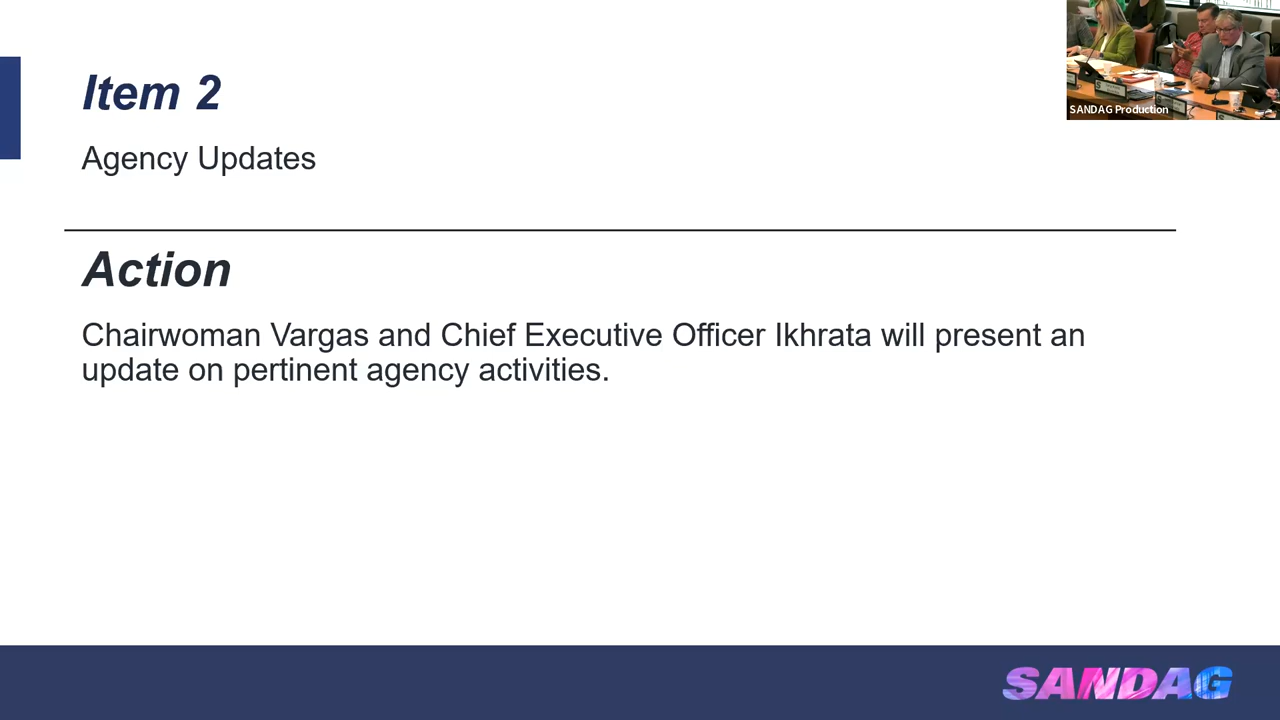 SANDAG Production
Item 2
Agency Updates
Action
Chairwoman Vargas and Chief Executive Officer Ikhrata will present an
update on pertinent agency activities.
SANDAG